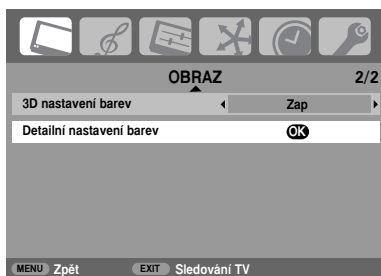 OBRAZ 2/2
3D nastavení barev Zap
Detailní nastavení barev OK
MENU Zpět EXIT Sledování TV